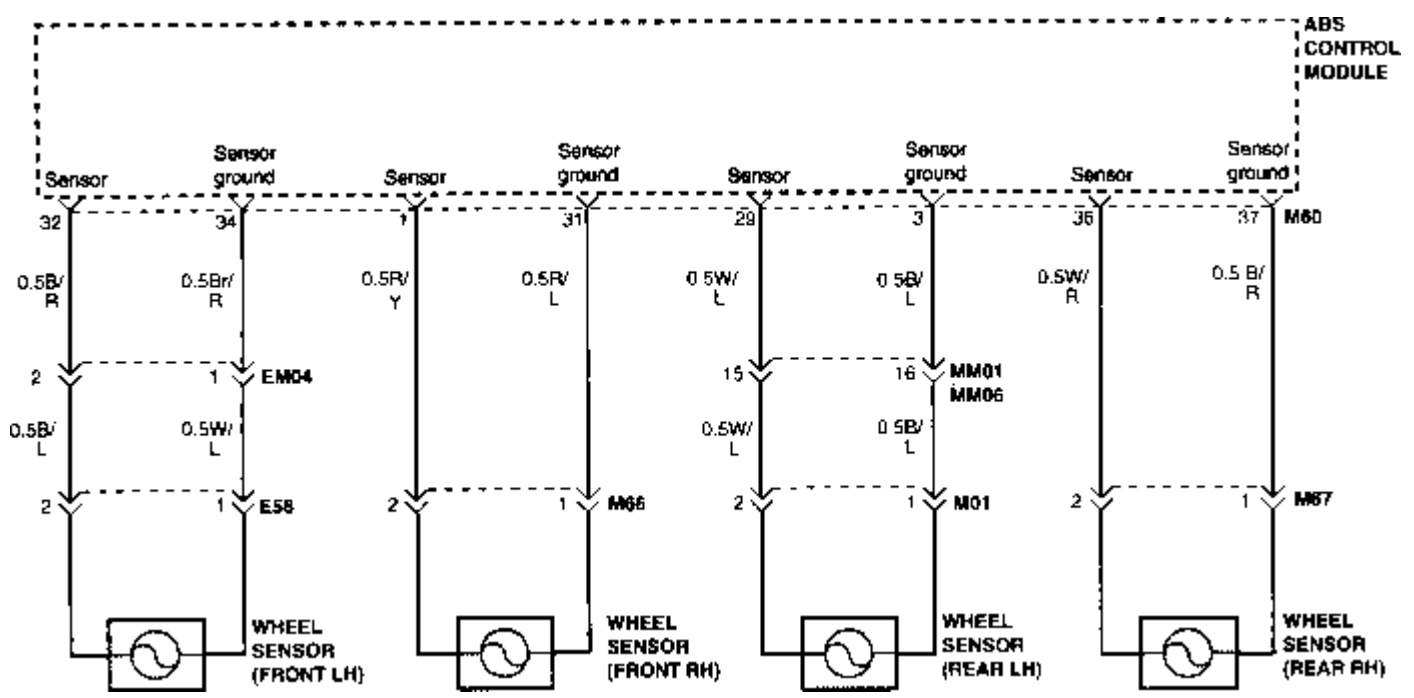 ABS
CONTROL
MODULE
Sensor Sensor
ground Sensor Sensor
ground Sensor Sensor
ground Sensor Sensor
ground
32 34 1 31 29 3 37 M60
0.5B/
R 0.5Br/
R 0.5R/
Y 0.5R/
L 0.5W/
L 0.5B/
L 0.5W/
R 0.5 B/
R
2 1 EM04 15 16 MM01
MM06
0.5B/
L 0.5W/
L 0.5W/
L 0.5B/
L
2 1 E58 2 1 2 1 M01 2 1 M67
WHEEL
SENSOR
(FRONT LH)
WHEEL
SENSOR
(FRONT RH)
WHEEL
SENSOR
(REAR LH)
WHEEL
SENSOR
(REAR RH)